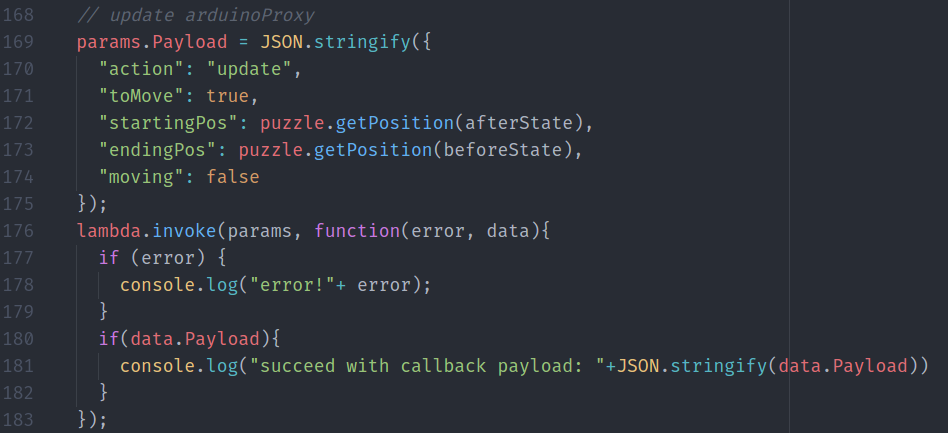 168 // update arduinoProxy
169 params.Payload = JSON.stringify({
170 "action": "update",
171 "toMove": true,
172 "startingPos": puzzle.getPosition(afterState),
173 "endingPos": puzzle.getPosition(beforeState),
174 "moving": false
175 });
176 lambda.invoke(params, function(error, data){
177 if (error) {
178 console.log("error!"+ error);
179 }
180 if(data.Payload){
181 console.log("succeed with callback payload: "+JSON.stringify(data.Payload))
182 }
183 });